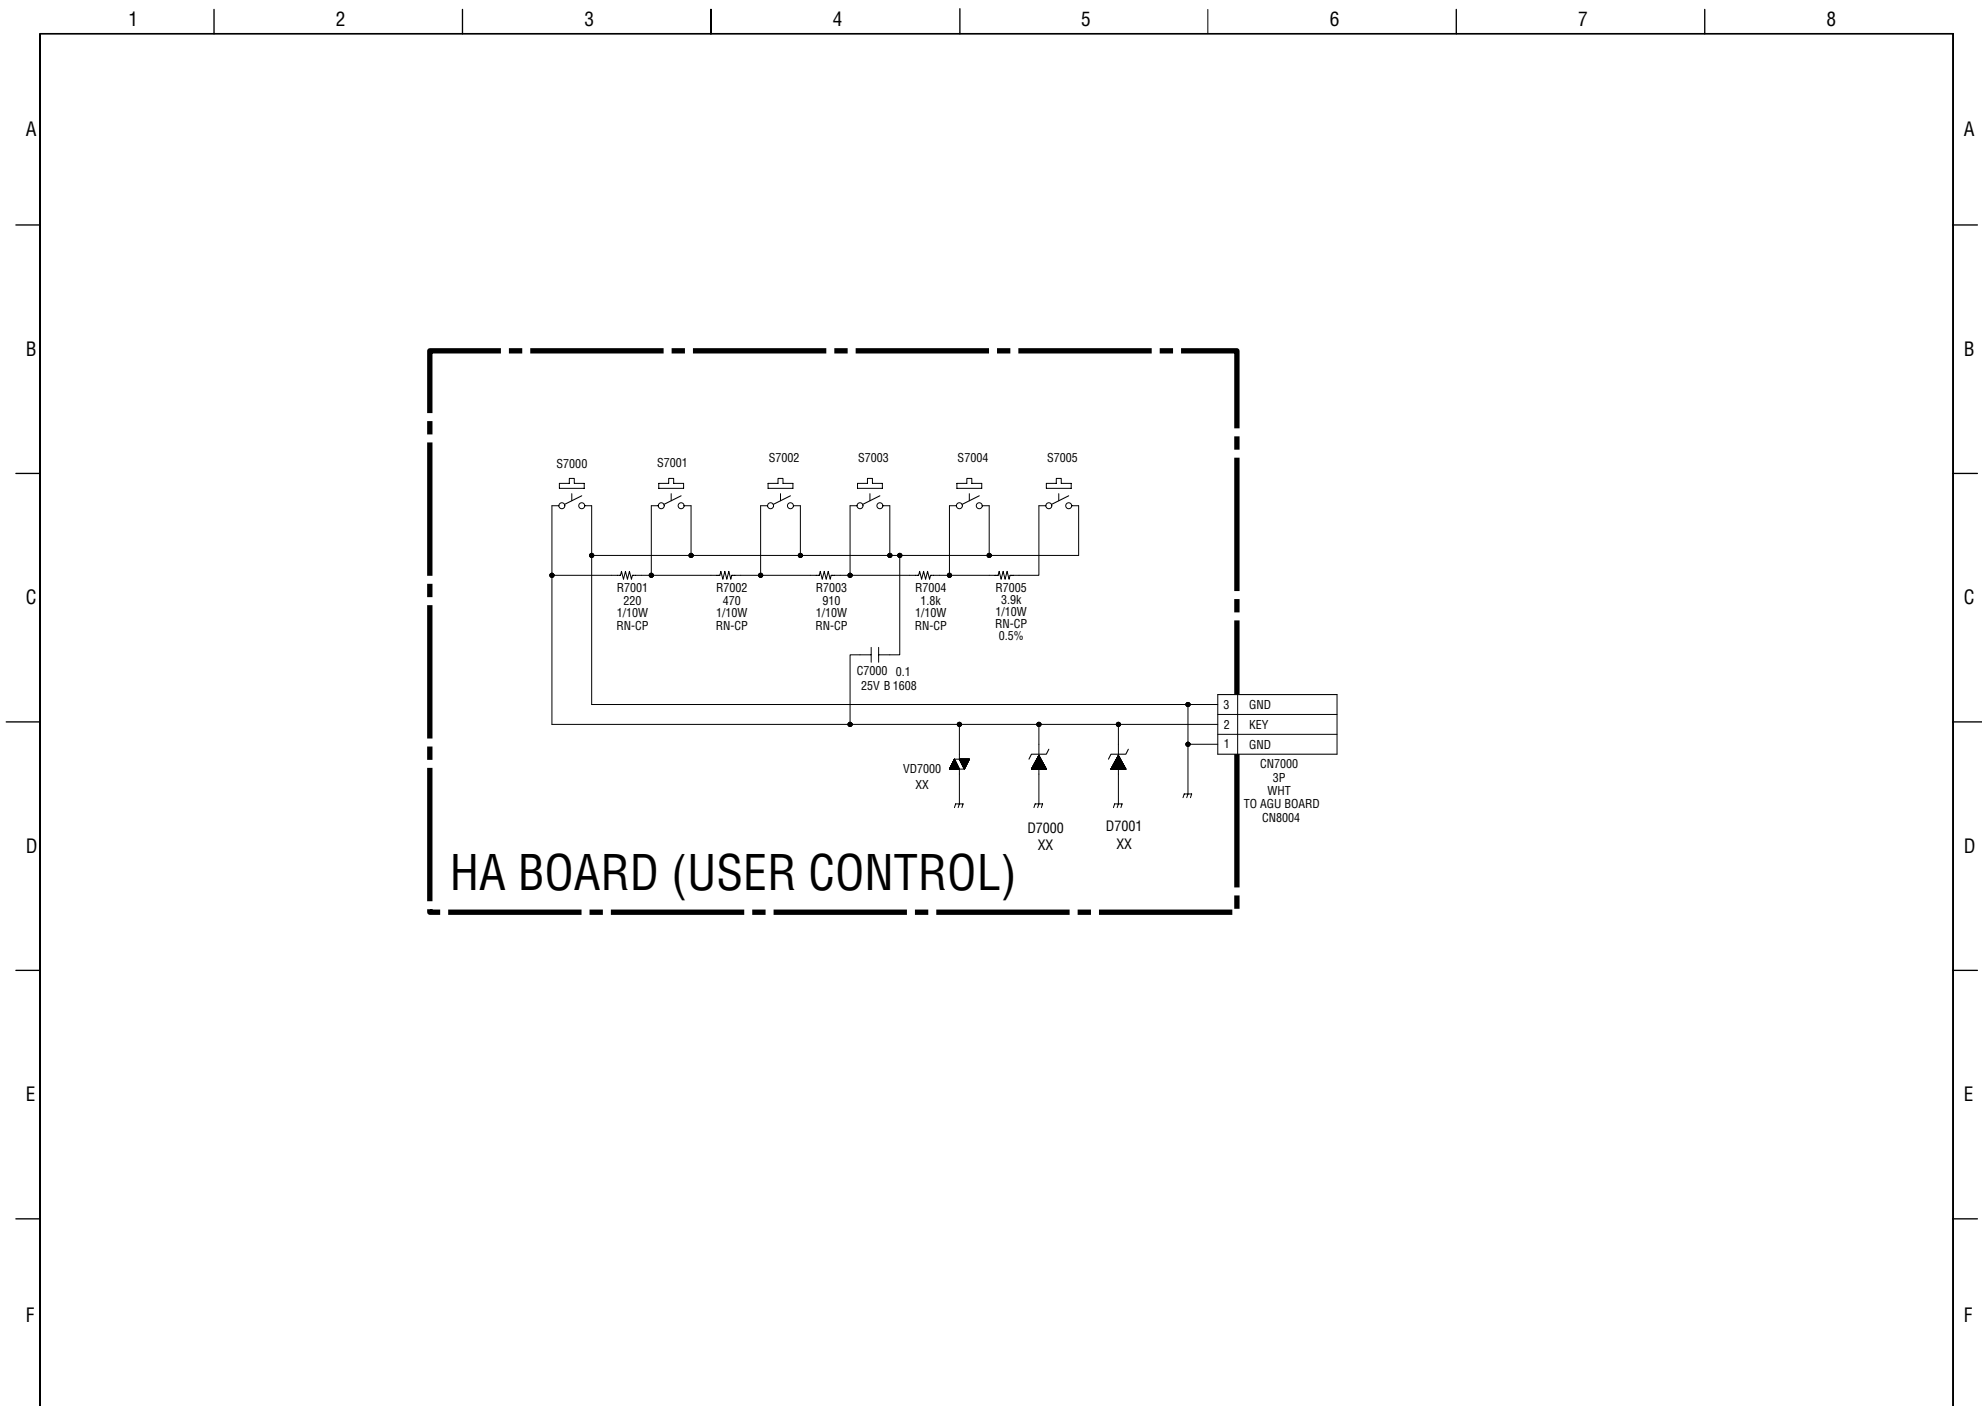 1 2 3 4 5 6 7 8
A A
B B
S7000 S7001 S7002 S7003 S7004 S7005
C C
R7001
220
1/10W
RN-CP
R7002
470
1/10W
RN-CP
R7003
910
1/10W
RN-CP
R7004
1.8k
1/10W
RN-CP
R7005
3.9k
1/10W
RN-CP
0.5%
C7000 0.1
25V B 1608
3 GND
2 KEY
1 GND
CN7000
3P
WHT
TO AGU BOARD
CN8004
VD7000
XX
D7000
XX
D7001
XX
D D
HA BOARD (USER CONTROL)
E E
F F